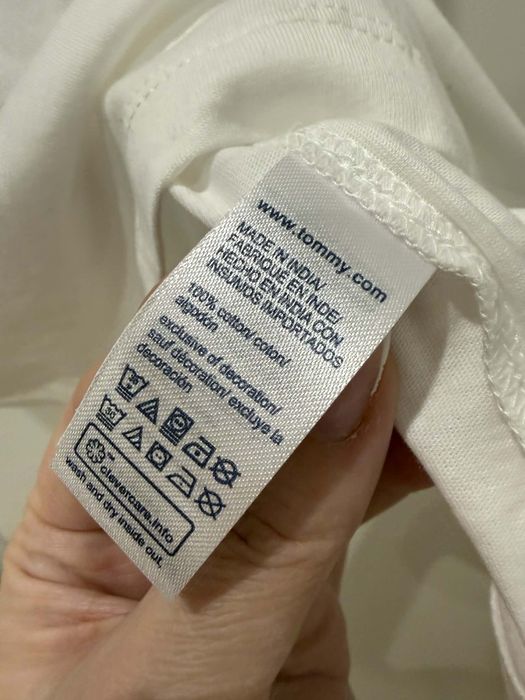 www.tommy.com
MADE IN INDIA/
FABRIQUE EN INDE/
HECHO EN INDIA CON
INSUMOS IMPORTADOS
100% cotton/ coton/
algodón
exclusive of decoration/
sauf décoration/ excluye la
decoración
clevercare.info
wash and dry inside out.